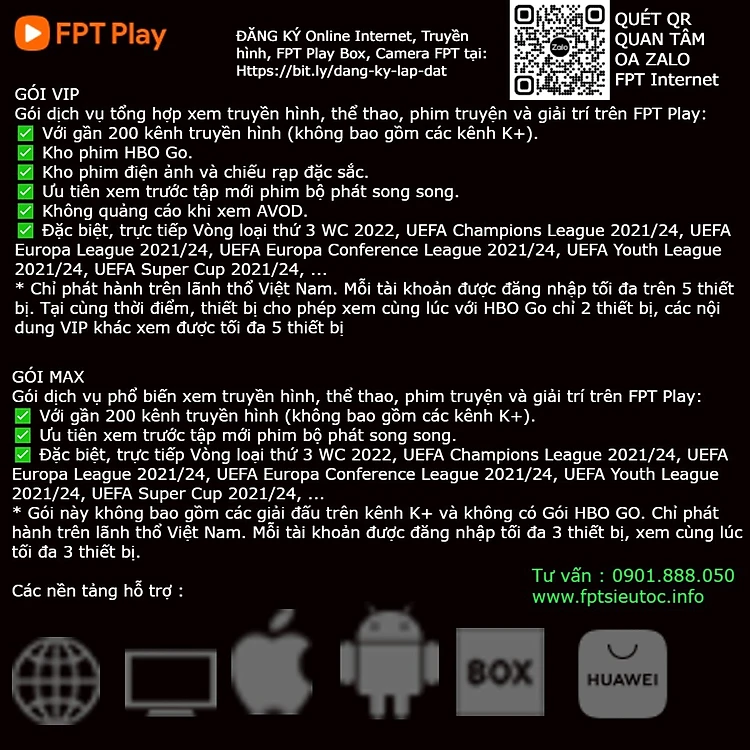 FPT Play
ĐĂNG KÝ Online Internet, Truyền
hình, FPT Play Box, Camera FPT tại:
Https://bit.ly/dang-ky-lap-dat
Zalo
QUÉT QR
QUAN TÂM
OA ZALO
FPT Internet
GÓI VIP
Gói dịch vụ tổng hợp xem truyền hình, thể thao, phim truyện và giải trí trên FPT Play:
✅ Với gần 200 kênh truyền hình (không bao gồm các kênh K+).
✅ Kho phim HBO Go.
✅ Kho phim điện ảnh và chiếu rạp đặc sắc.
✅ Ưu tiên xem trước tập mới phim bộ phát song song.
✅ Không quảng cáo khi xem AVOD.
✅ Đặc biệt, trực tiếp Vòng loại thứ 3 WC 2022, UEFA Champions League 2021/24, UEFA
Europa League 2021/24, UEFA Europa Conference League 2021/24, UEFA Youth League
2021/24, UEFA Super Cup 2021/24, ...
* Chỉ phát hành trên lãnh thổ Việt Nam. Mỗi tài khoản được đăng nhập tối đa trên 5 thiết
bị. Tại cùng thời điểm, thiết bị cho phép xem cùng lúc với HBO Go chỉ 2 thiết bị, các nội
dung VIP khác xem được tối đa 5 thiết bị
GÓI MAX
Gói dịch vụ phổ biến xem truyền hình, thể thao, phim truyện và giải trí trên FPT Play:
✅ Với gần 200 kênh truyền hình (không bao gồm các kênh K+).
✅ Ưu tiên xem trước tập mới phim bộ phát song song.
✅ Đặc biệt, trực tiếp Vòng loại thứ 3 WC 2022, UEFA Champions League 2021/24, UEFA
Europa League 2021/24, UEFA Europa Conference League 2021/24, UEFA Youth League
2021/24, UEFA Super Cup 2021/24, ...
* Gói này không bao gồm các giải đấu trên kênh K+ và không có Gói HBO GO. Chỉ phát
hành trên lãnh thổ Việt Nam. Mỗi tài khoản được đăng nhập tối đa 3 thiết bị, xem cùng lúc
tối đa 3 thiết bị.
Tư vấn : 0901.888.050
www.fptsieutoc.info
Các nền tảng hỗ trợ :
BOX
HUAWEI